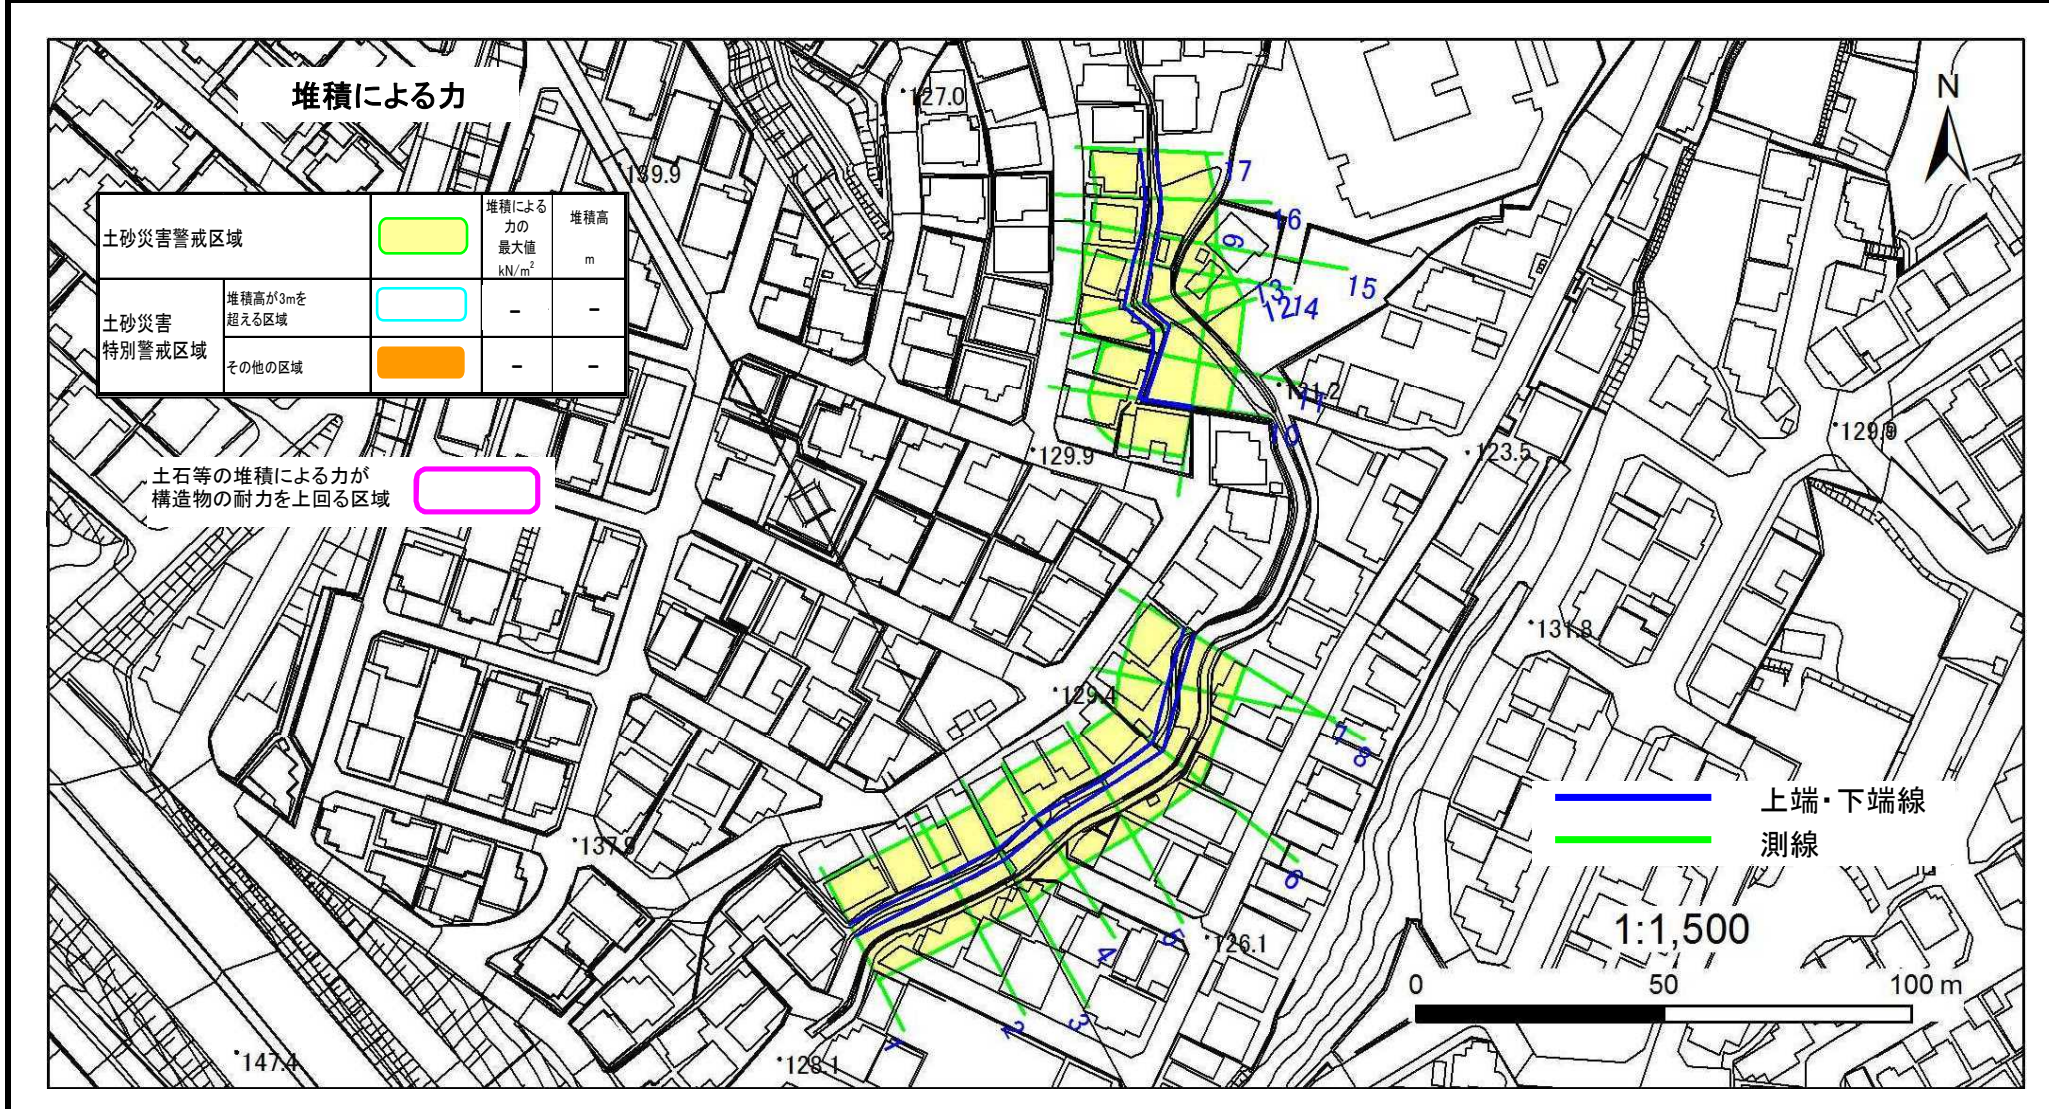 堆積による力
N
127.0
139.9
土砂災害警戒区域
堆積による
力の
最大値
kN/m²
堆積高
m
土砂災害
特別警戒区域
堆積高が3mを
超える区域
-
-
その他の区域
-
-
土石等の堆積による力が
構造物の耐力を上回る区域
17
16
9
15
13
12
14
121.2
11
10
129.9
123.5
129.9
131.8
129.4
7
8
137.9
6
5
4
126.1
3
2
1
147.4
128.1
上端・下端線
測線
1:1,500
0
50
100 m